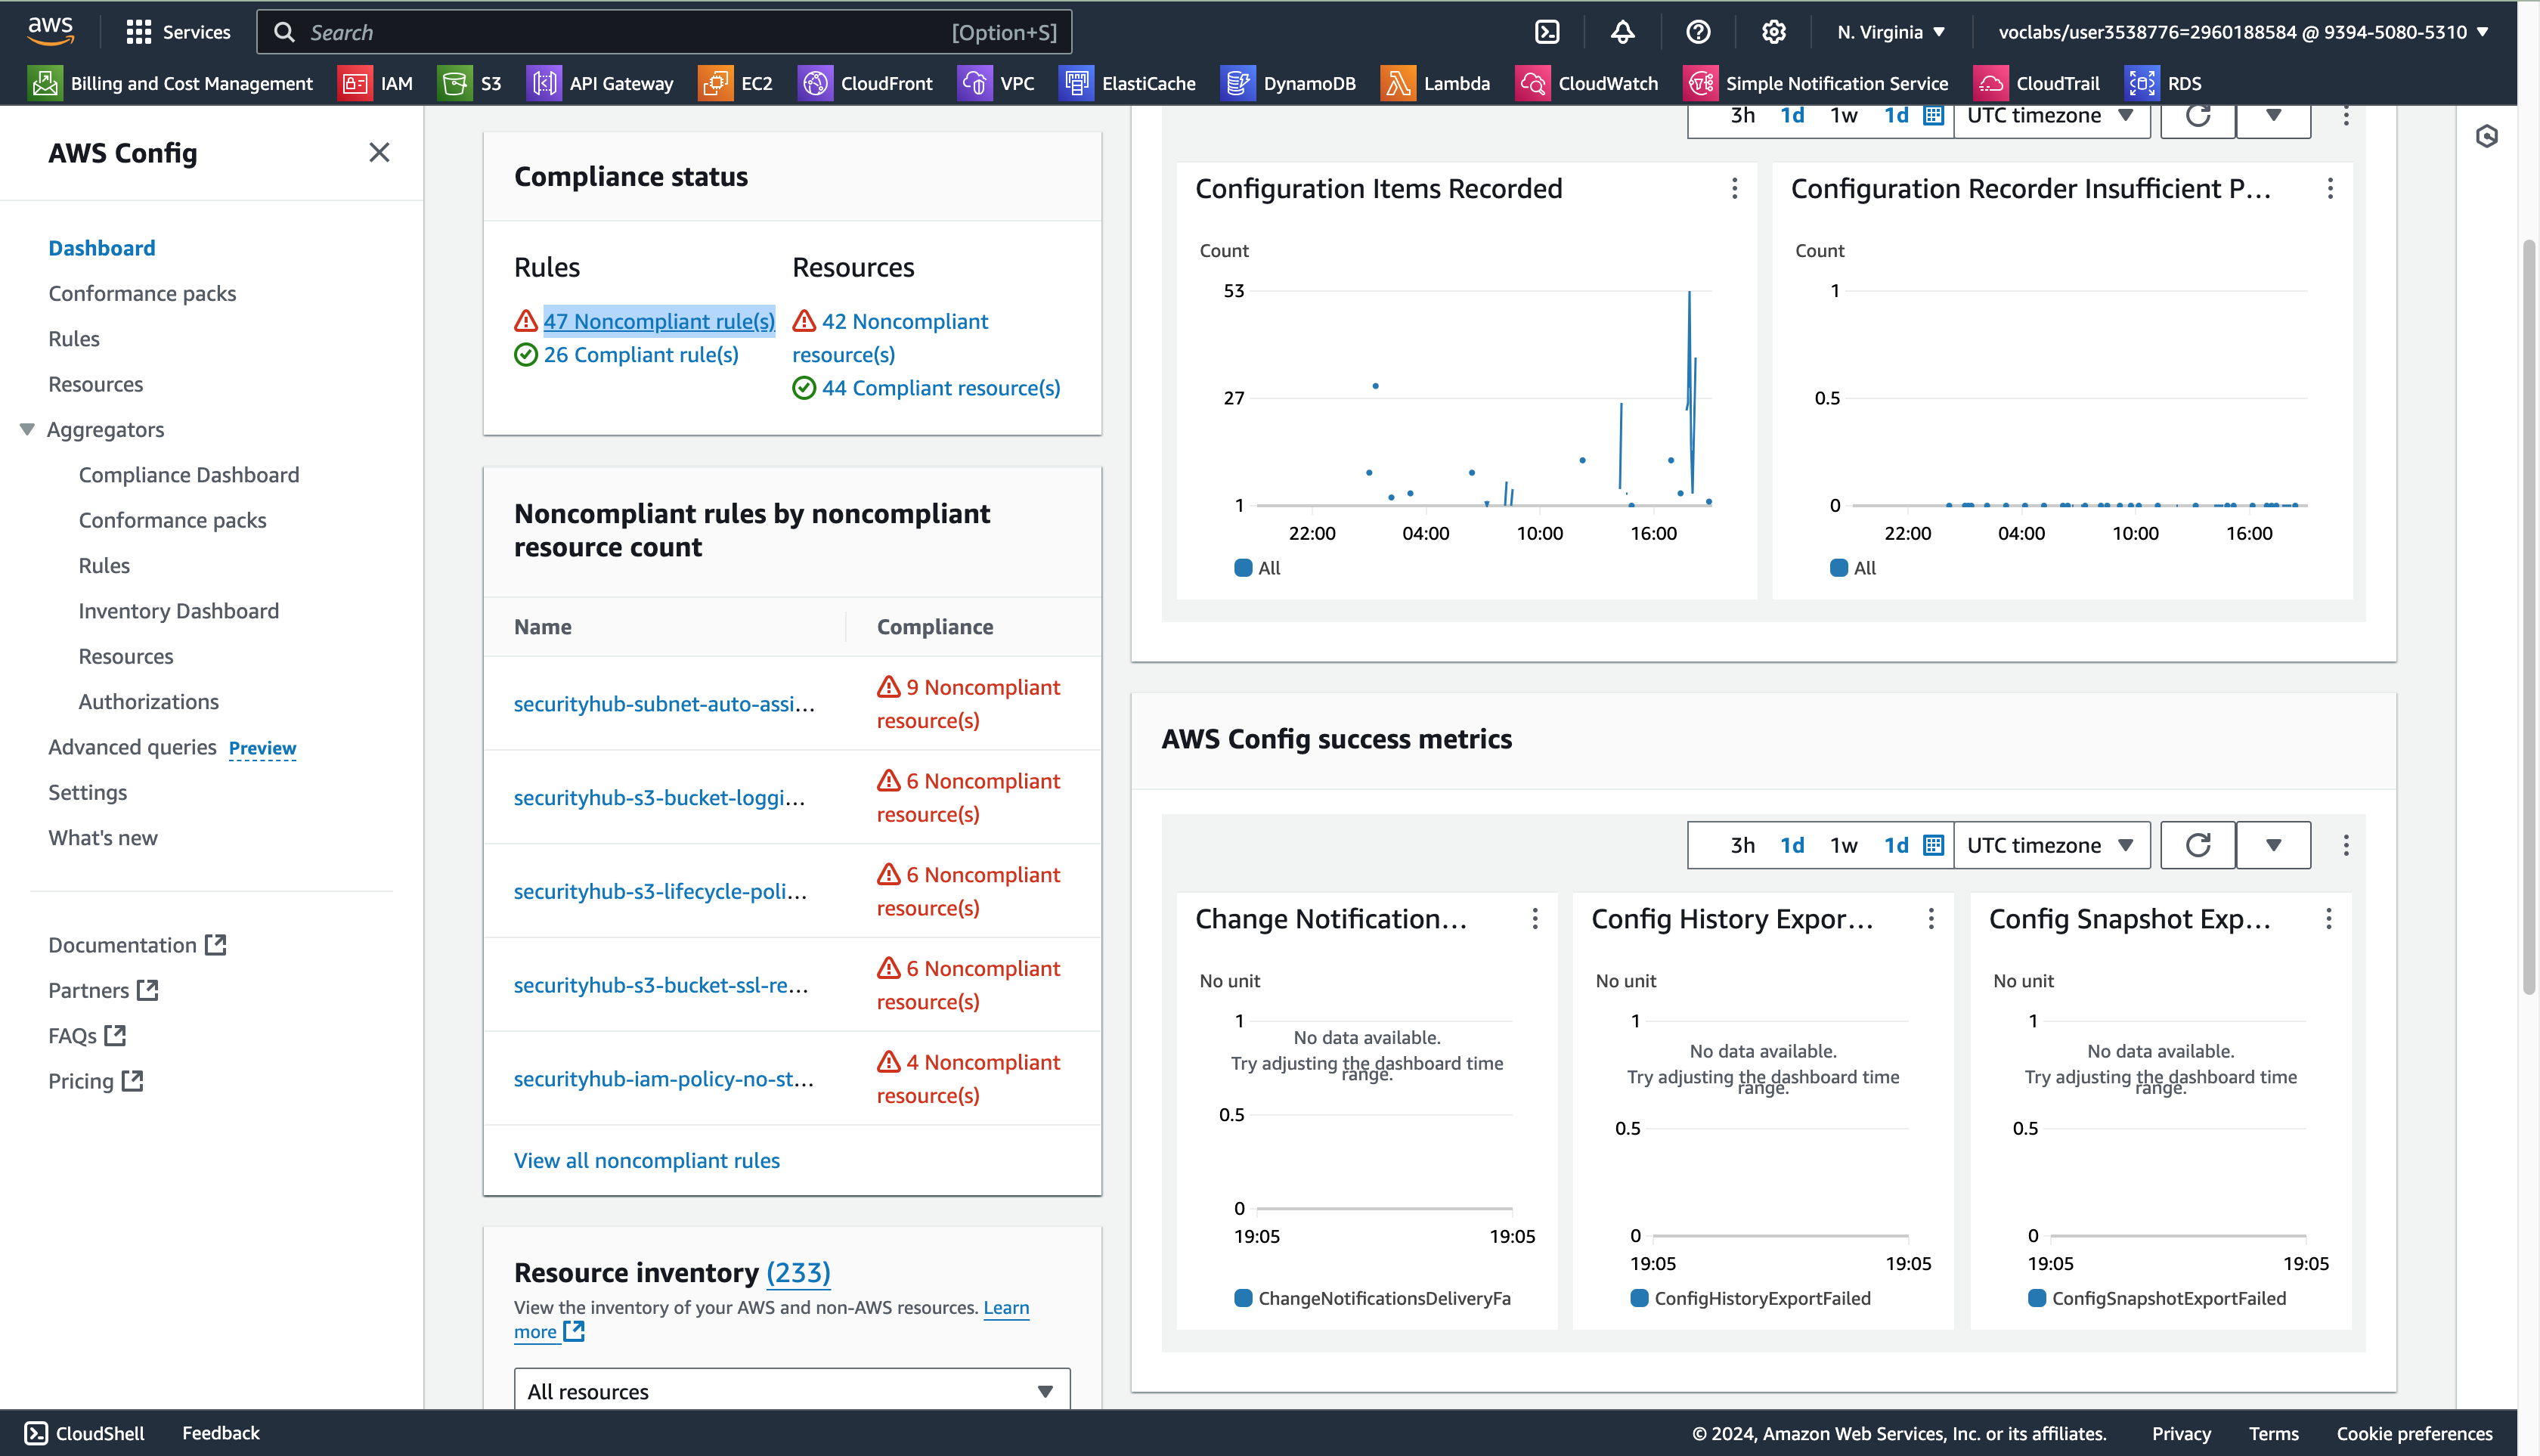 aws
Services
Search [Option+S]
N. Virginia
voclabs/user3538776=2960188584 @ 9394-5080-5310
Billing and Cost Management
IAM
S3
API Gateway
EC2
CloudFront
VPC
ElastiCache
DynamoDB
Lambda
CloudWatch
Simple Notification Service
CloudTrail
RDS
AWS Config
Dashboard
Conformance packs
Rules
Resources
Aggregators
Compliance Dashboard
Conformance packs
Rules
Inventory Dashboard
Resources
Authorizations
Advanced queries Preview
Settings
What's new
Documentation
Partners
FAQs
Pricing
Compliance status
Rules
47 Noncompliant rule(s)
26 Compliant rule(s)
Resources
42 Noncompliant
resource(s)
44 Compliant resource(s)
Noncompliant rules by noncompliant
resource count
Name Compliance
securityhub-subnet-auto-assi...
9 Noncompliant
resource(s)
securityhub-s3-bucket-loggi...
6 Noncompliant
resource(s)
securityhub-s3-lifecycle-poli...
6 Noncompliant
resource(s)
securityhub-s3-bucket-ssl-re...
6 Noncompliant
resource(s)
securityhub-iam-policy-no-st...
4 Noncompliant
resource(s)
View all noncompliant rules
Resource inventory (233)
View the inventory of your AWS and non-AWS resources. Learn
more
All resources
3h 1d 1w 1d UTC timezone
Configuration Items Recorded
Count
53
27
1
22:00 04:00 10:00 16:00
All
Configuration Recorder Insufficient P...
Count
1
0.5
0
22:00 04:00 10:00 16:00
All
AWS Config success metrics
3h 1d 1w 1d UTC timezone
Change Notification...
No unit
1
No data available.
Try adjusting the dashboard time
range.
0.5
0
19:05 19:05
ChangeNotificationsDeliveryFa
Config History Expor...
No unit
1
No data available.
Try adjusting the dashboard time
range.
0.5
0
19:05 19:05
ConfigHistoryExportFailed
Config Snapshot Exp...
No unit
1
No data available.
Try adjusting the dashboard time
range.
0.5
0
19:05 19:05
ConfigSnapshotExportFailed
CloudShell
Feedback
© 2024, Amazon Web Services, Inc. or its affiliates.
Privacy
Terms
Cookie preferences